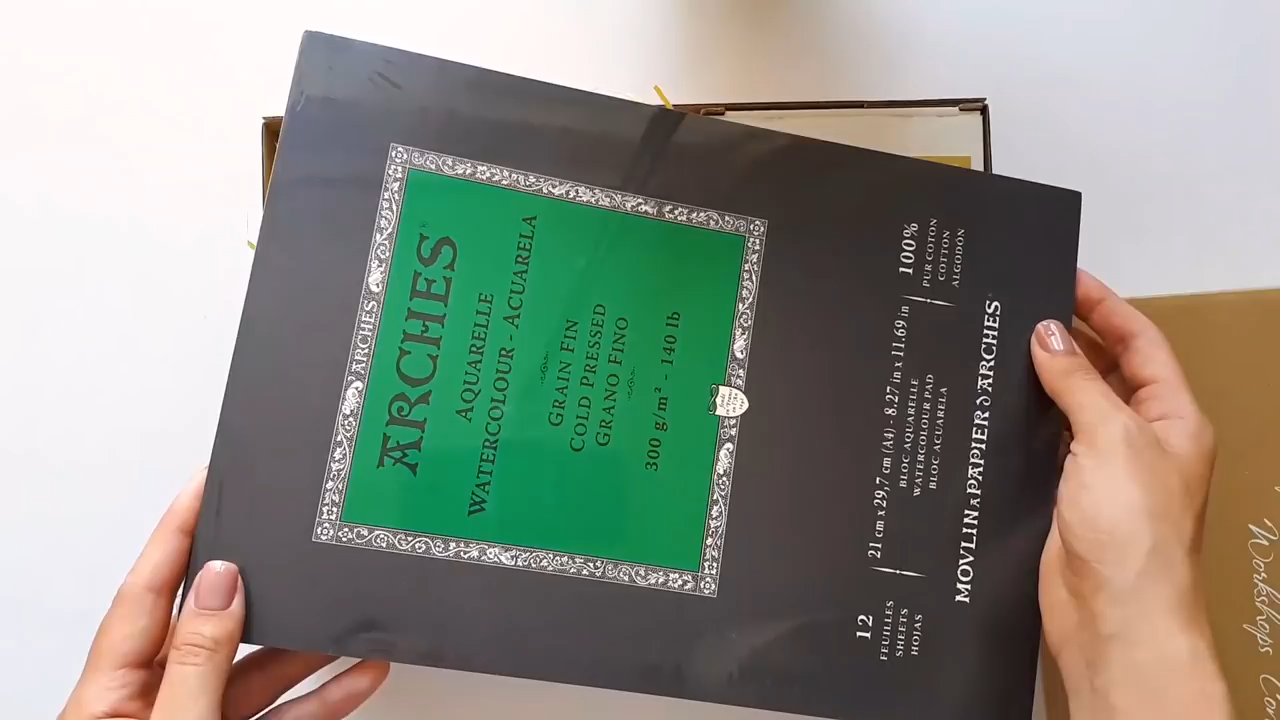 ARCHES
ARCHES®
AQUARELLE
WATERCOLOUR - ACUARELA
GRAIN FIN
COLD PRESSED
GRANO FINO
300 g/m² - 140 lb
12
FEUILLES
SHEETS
HOJAS
21 cm x 29,7 cm (A4) - 8.27 in x 11.69 in
BLOC AQUARELLE
WATERCOLOUR PAD
BLOC ACUARELA
100%
PUR COTON
COTTON
ALGODÓN
MOVLIN À PAPIER D'ARCHES®
Workshops